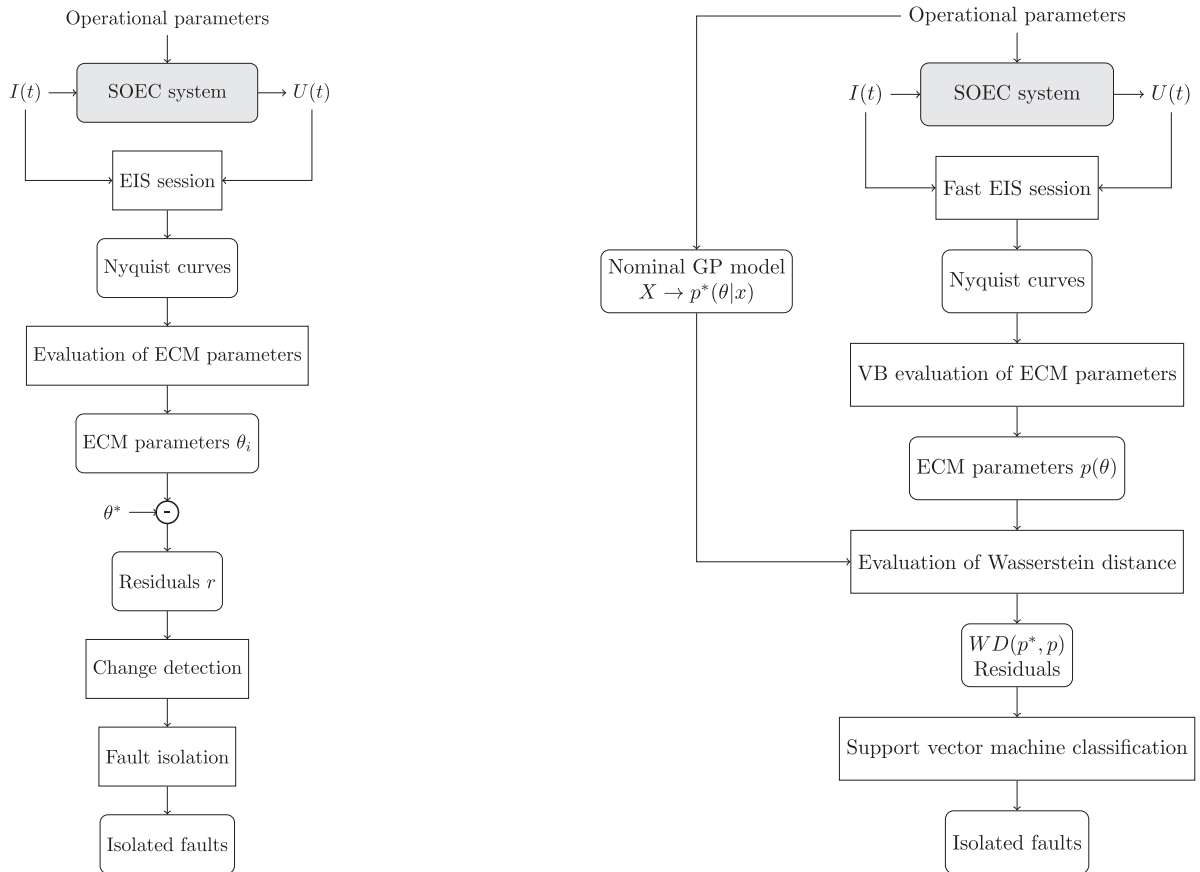 Operational parameters
I(t)
SOEC system
U(t)
EIS session
Nyquist curves
Evaluation of ECM parameters
ECM parameters θᵢ
θ*
-
Residuals r
Change detection
Fault isolation
Isolated faults
Operational parameters
I(t)
SOEC system
U(t)
Fast EIS session
Nominal GP model
X → p*(θ|x)
Nyquist curves
VB evaluation of ECM parameters
ECM parameters p(θ)
Evaluation of Wasserstein distance
WD(p*, p)
Residuals
Support vector machine classification
Isolated faults